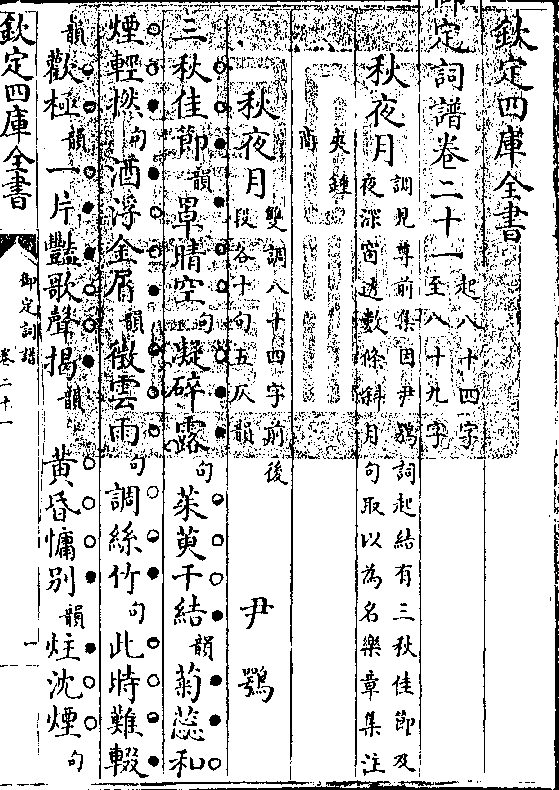 欽定四庫全書
御定詞譜卷二十一 起八十四字至八十九字
秋夜月 調見尊前集因尹鶚詞起結有三秋佳節及夜深窗透數條斜月句取以為名樂章集注
夾鍾商
秋夜月 雙調八十四字前後段各十句五仄韻 尹鶚
三秋佳節韻罩晴空句凝碎露句茱萸千結韻菊蕊和
煙輕撚句酒浮金屑韻徵雲雨句調絲竹句此時難輟
韻歡極韻一片豔歌聲揭韻黃昏慵別韻炷沈煙句
欽定四庫全書
御定詞譜
卷二十一
一